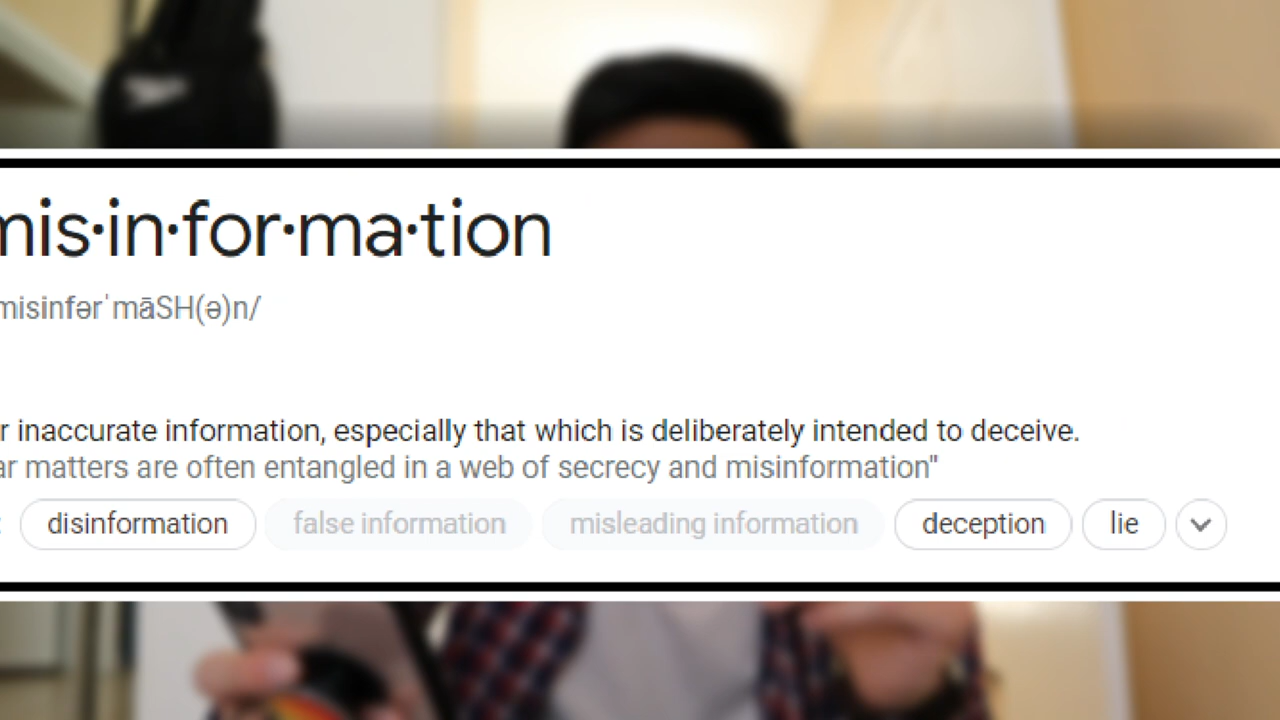 mis·in·for·ma·tion
misinfərˈmāSH(ə)n/
r inaccurate information, especially that which is deliberately intended to deceive.
ar matters are often entangled in a web of secrecy and misinformation"
: disinformation false information misleading information deception lie